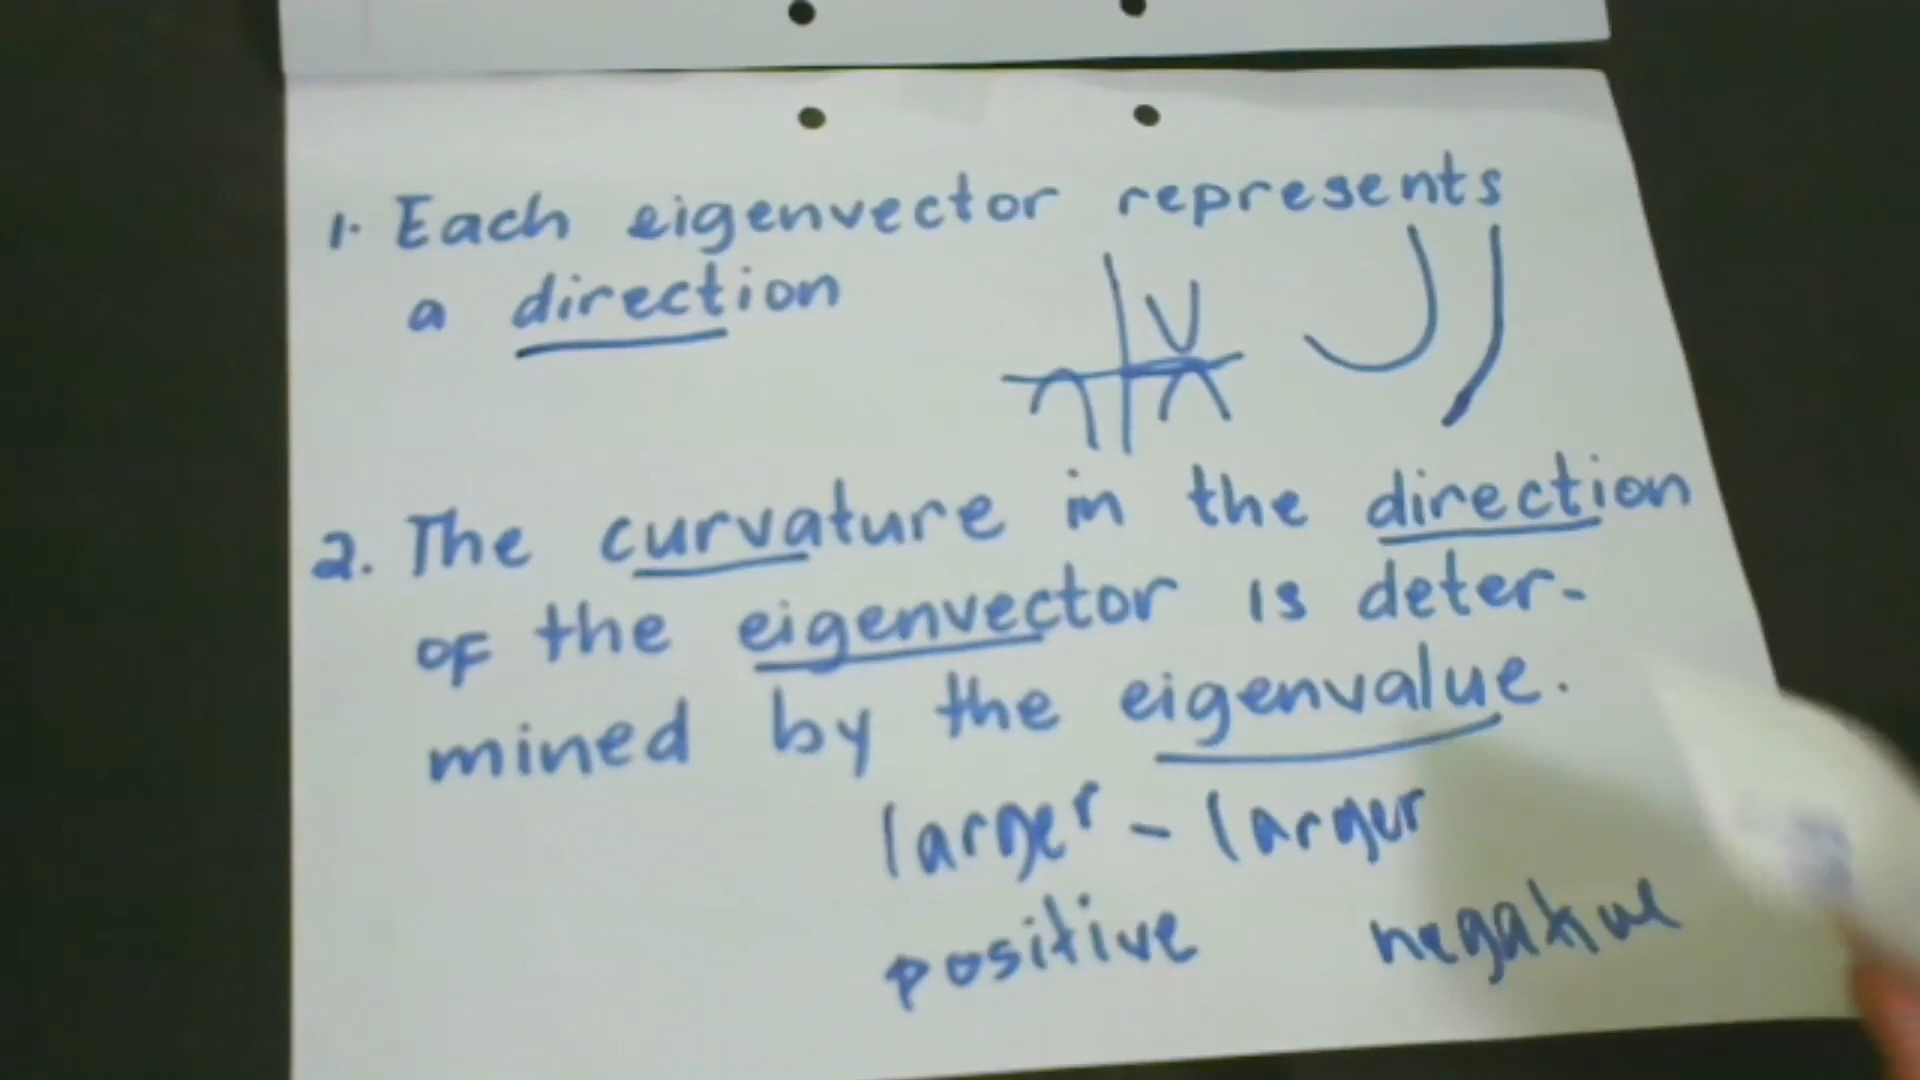 1. Each eigenvector represents
a direction
2. The curvature in the direction
of the eigenvector is deter-
mined by the eigenvalue.
larger - larger
positive negative